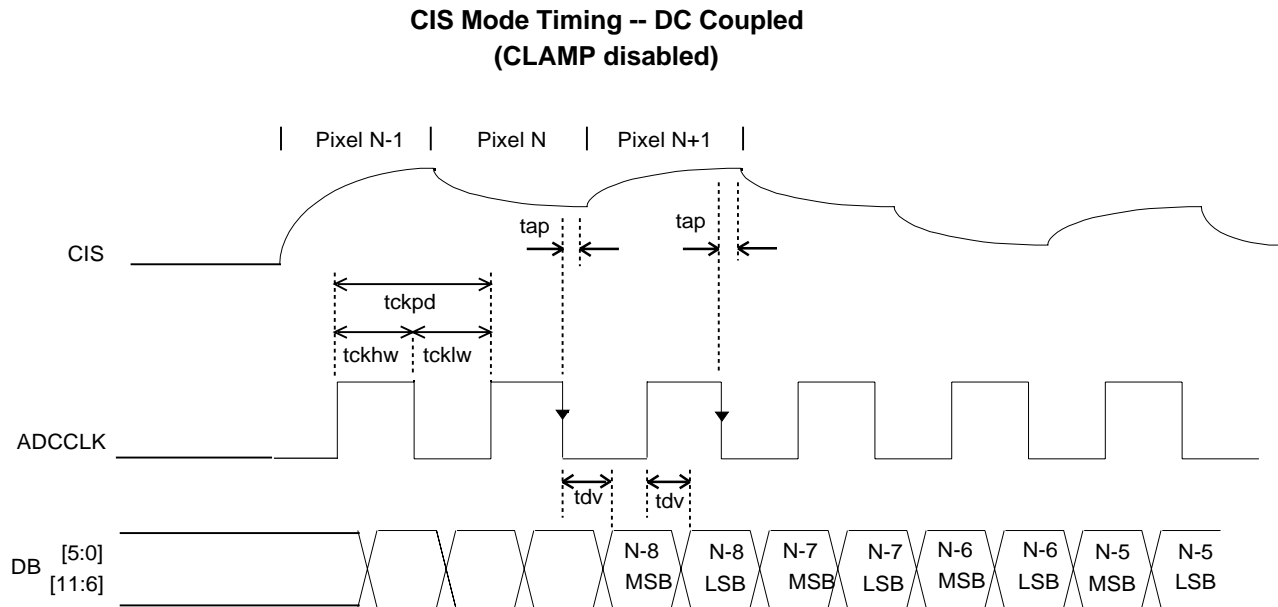 CIS Mode Timing -- DC Coupled
(CLAMP disabled)
Pixel N-1 Pixel N Pixel N+1
tap tap
CIS
tckpd
tckhw tcklw
ADCCLK
tdv tdv
DB [5:0] [11:6]
N-8 N-8 N-7 N-7 N-6 N-6 N-5 N-5
MSB LSB MSB LSB MSB LSB MSB LSB